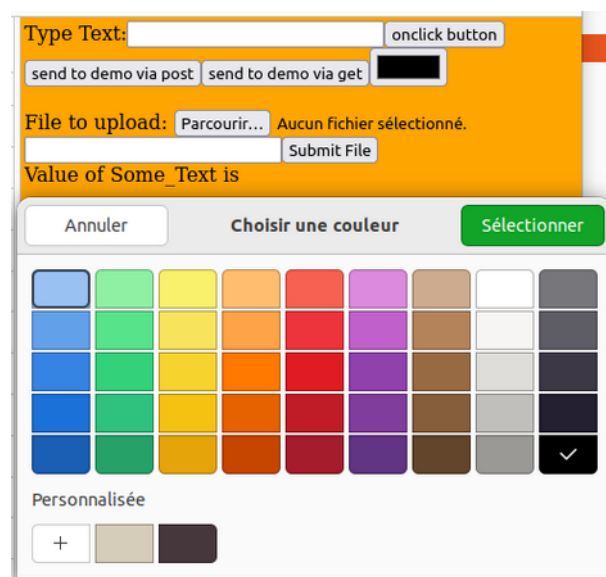 Type Text: onclick button
send to demo via post send to demo via get
File to upload: Parcourir... Aucun fichier sélectionné.
Submit File
Value of Some_Text is
Annuler Choisir une couleur Sélectionner
Personnalisée
+